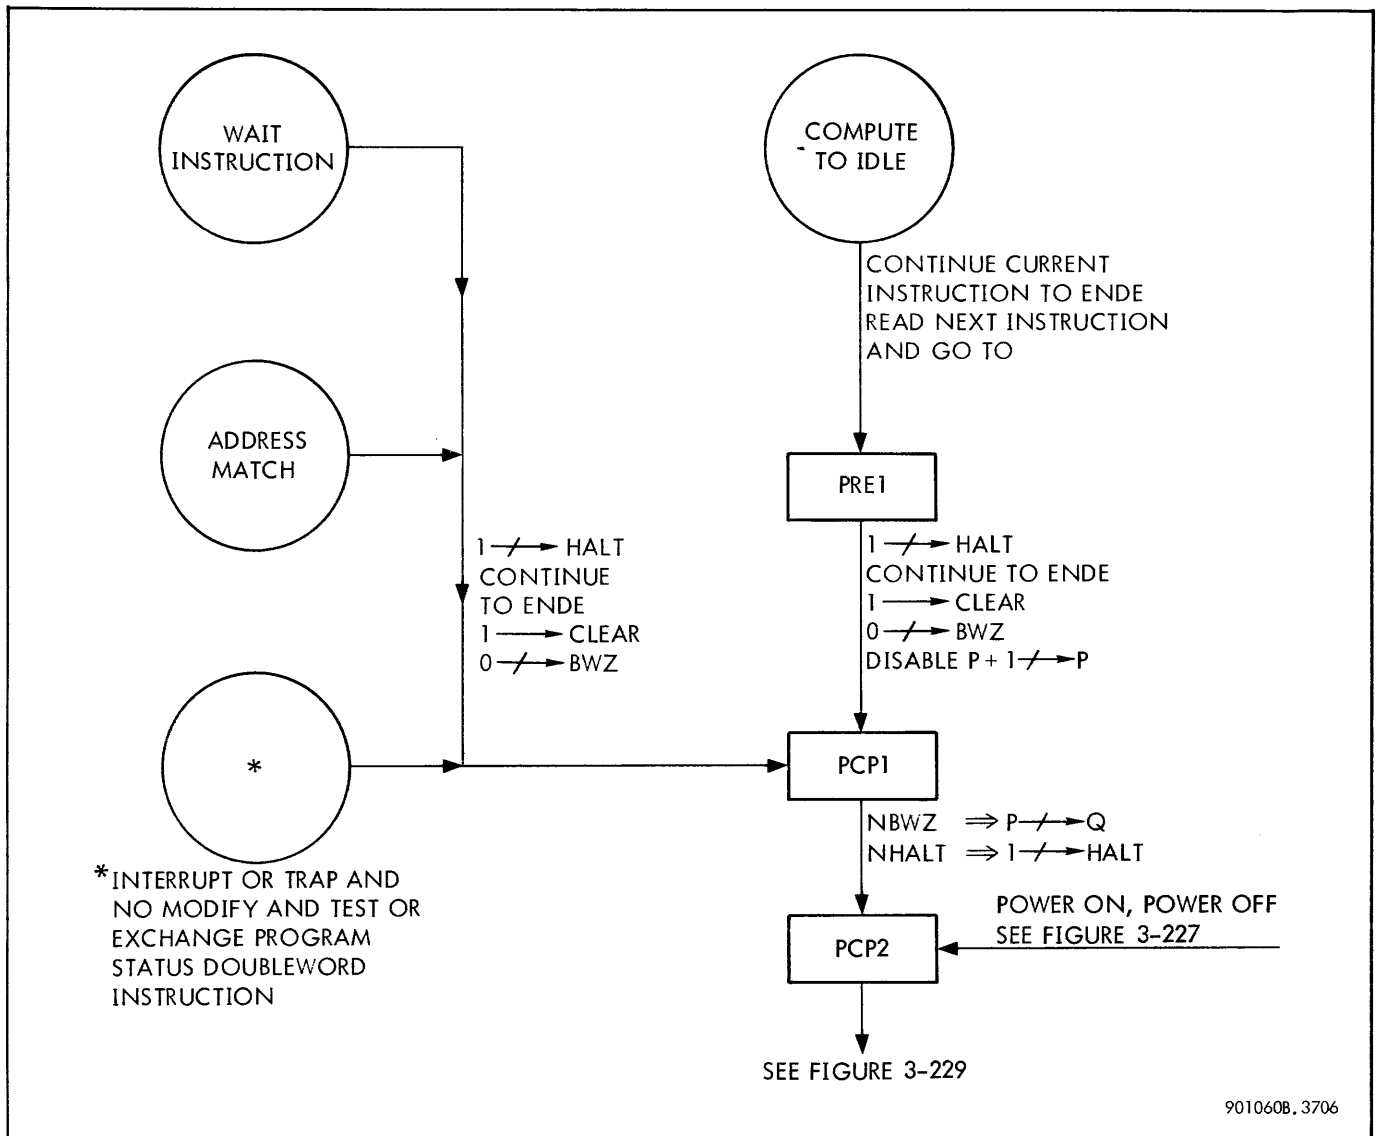 WAIT
INSTRUCTION
COMPUTE
TO IDLE
CONTINUE CURRENT
INSTRUCTION TO ENDE
READ NEXT INSTRUCTION
AND GO TO
ADDRESS
MATCH
PRE1
1 —/→ HALT
CONTINUE
TO ENDE
1 ⟶ CLEAR
0 —/→ BWZ
1 —/→ HALT
CONTINUE TO ENDE
1 ⟶ CLEAR
0 —/→ BWZ
DISABLE P + 1 —/→ P
*
PCP1
NBWZ ⇒ P —/→ Q
NHALT ⇒ 1 —/→ HALT
*INTERRUPT OR TRAP AND
NO MODIFY AND TEST OR
EXCHANGE PROGRAM
STATUS DOUBLEWORD
INSTRUCTION
POWER ON, POWER OFF
SEE FIGURE 3-227
PCP2
SEE FIGURE 3-229
901060B.3706